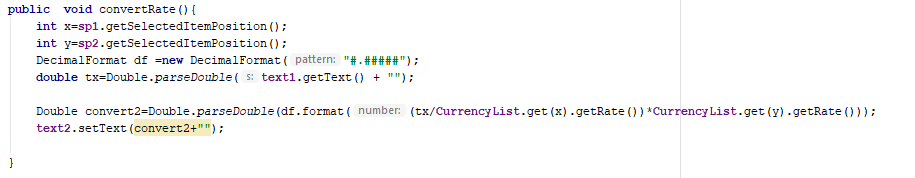 public  void convertRate(){
    int x=sp1.getSelectedItemPosition();
    int y=sp2.getSelectedItemPosition();
    DecimalFormat df =new DecimalFormat( pattern: "#.#####");
    double tx=Double.parseDouble( s: text1.getText() + "");
    Double convert2=Double.parseDouble(df.format( number: (tx/CurrencyList.get(x).getRate())*CurrencyList.get(y).getRate()));
    text2.setText(convert2+"");
}